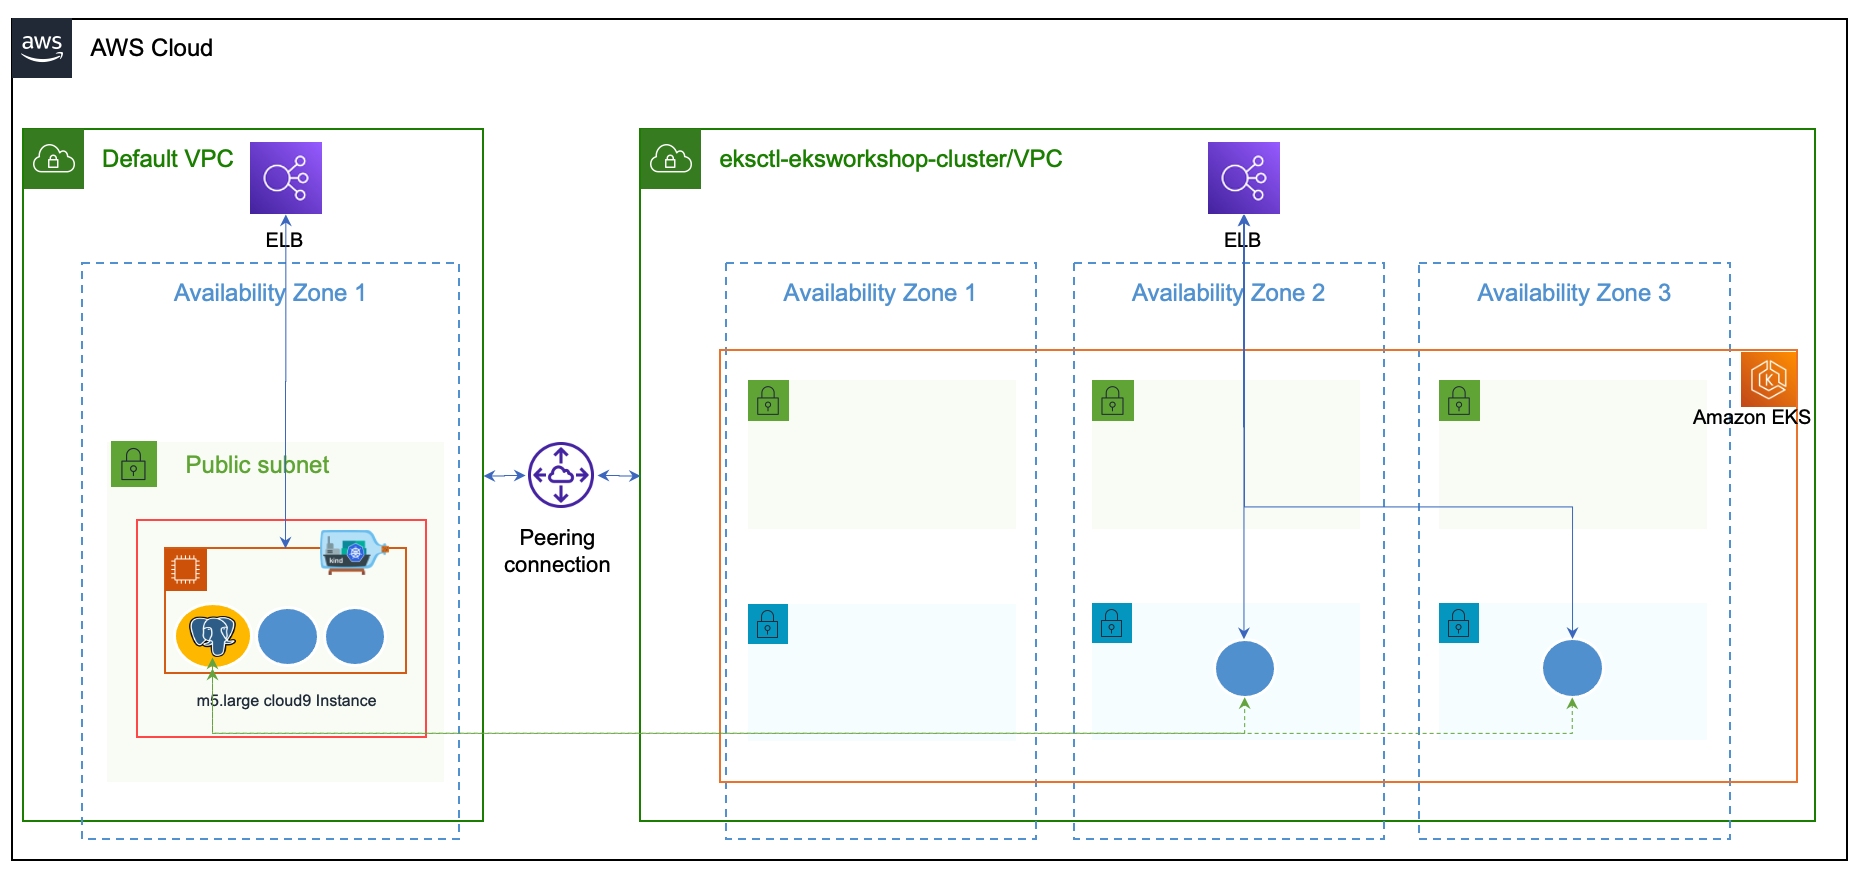 aws
AWS Cloud
Default VPC
ELB
Availability Zone 1
Public subnet
kind
m5.large cloud9 Instance
Peering
connection
eksctl-eksworkshop-cluster/VPC
ELB
Availability Zone 1
Availability Zone 2
Availability Zone 3
K
Amazon EKS